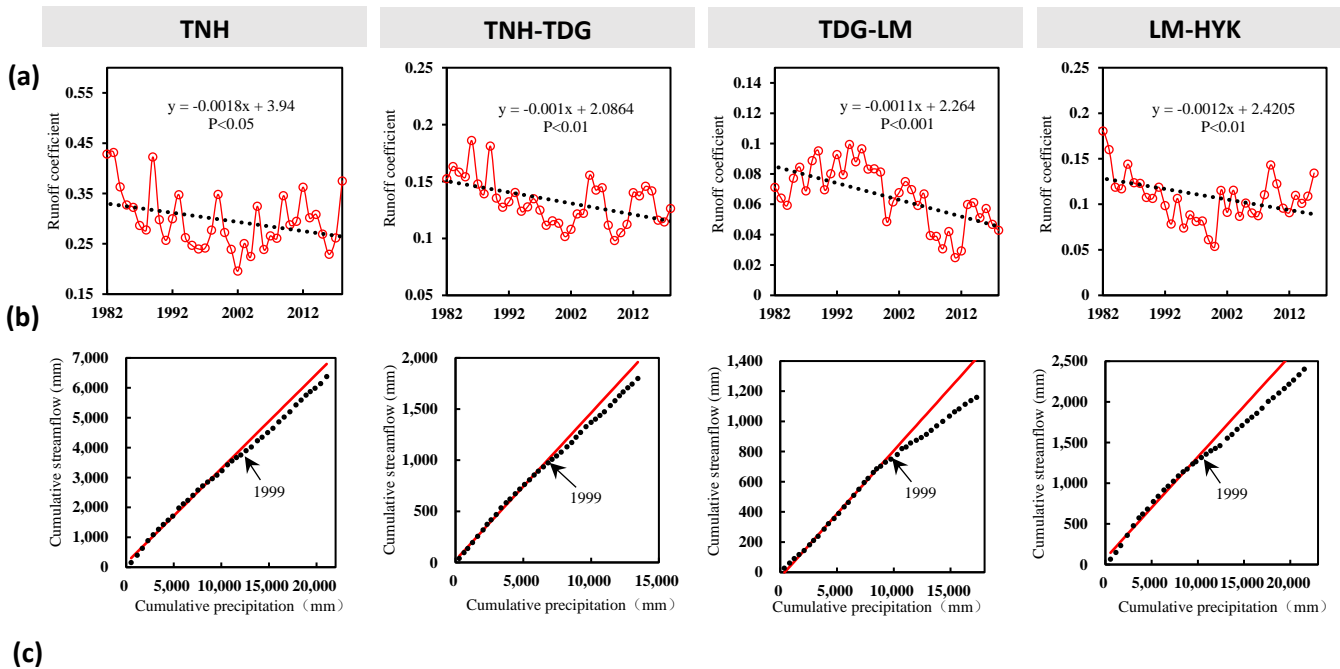 TNH TNH-TDG TDG-LM LM-HYK
(a)
0.55 0.45 0.35 0.25 0.15
Runoff coefficient
y = -0.0018x + 3.94
P<0.05
1982 1992 2002 2012
0.25 0.2 0.15 0.1 0.05
Runoff coefficient
y = -0.001x + 2.0864
P<0.01
1982 1992 2002 2012
0.14 0.12 0.1 0.08 0.06 0.04 0.02 0
Runoff coefficient
y = -0.0011x + 2.264
P<0.001
1982 1992 2002 2012
0.25 0.2 0.15 0.1 0.05 0
Runoff coefficient
y = -0.0012x + 2.4205
P<0.01
1982 1992 2002 2012
(b)
7,000 6,000 5,000 4,000 3,000 2,000 1,000 0
Cumulative streamflow (mm)
1999
0 5,000 10,000 15,000 20,000
Cumulative precipitation（mm）
2,000 1,500 1,000 500 0
Cumulative streamflow (mm)
1999
0 5,000 10,000 15,000
Cumulative precipitation（mm）
1,400 1,200 1,000 800 600 400 200 0
Cumulative streamflow (mm)
1999
0 5,000 10,000 15,000
Cumulative precipitation（mm）
2,500 2,000 1,500 1,000 500 0
Cumulative streamflow (mm)
1999
0 5,000 10,000 15,000 20,000
Cumulative precipitation（mm）
(c)